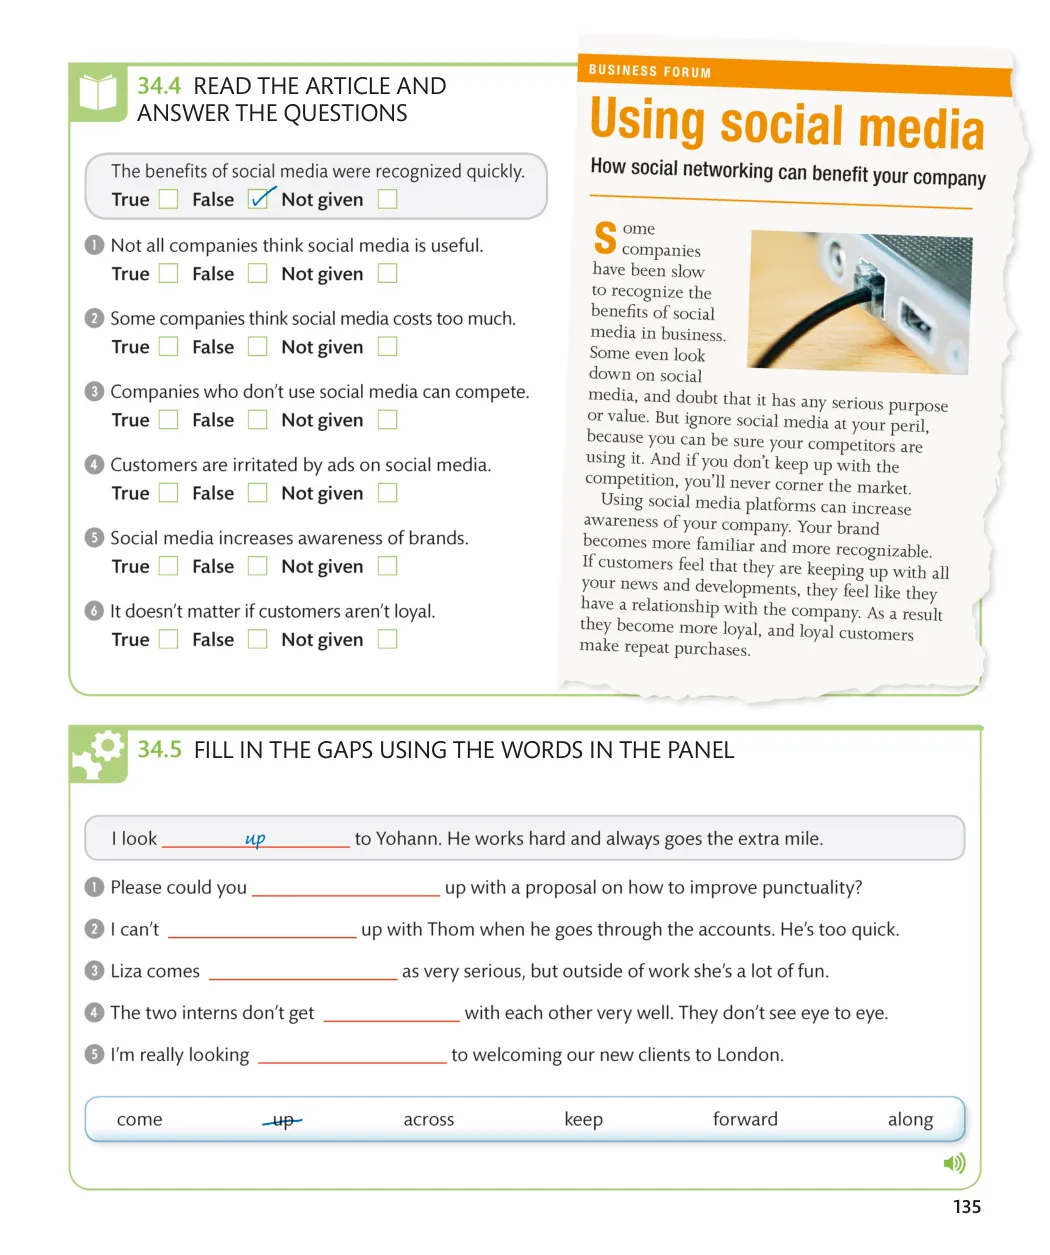 34.4 READ THE ARTICLE AND
ANSWER THE QUESTIONS
The benefits of social media were recognized quickly.
True False Not given
1 Not all companies think social media is useful.
True False Not given
2 Some companies think social media costs too much.
True False Not given
3 Companies who don't use social media can compete.
True False Not given
4 Customers are irritated by ads on social media.
True False Not given
5 Social media increases awareness of brands.
True False Not given
6 It doesn't matter if customers aren't loyal.
True False Not given
BUSINESS FORUM
Using social media
How social networking can benefit your company
Some
companies
have been slow
to recognize the
benefits of social
media in business.
Some even look
down on social
media, and doubt that it has any serious purpose
or value. But ignore social media at your peril,
because you can be sure your competitors are
using it. And if you don't keep up with the
competition, you'll never corner the market.
Using social media platforms can increase
awareness of your company. Your brand
becomes more familiar and more recognizable.
If customers feel that they are keeping up with all
your news and developments, they feel like they
have a relationship with the company. As a result
they become more loyal, and loyal customers
make repeat purchases.
34.5 FILL IN THE GAPS USING THE WORDS IN THE PANEL
I look up to Yohann. He works hard and always goes the extra mile.
1 Please could you up with a proposal on how to improve punctuality?
2 I can't up with Thom when he goes through the accounts. He's too quick.
3 Liza comes as very serious, but outside of work she's a lot of fun.
4 The two interns don't get with each other very well. They don't see eye to eye.
5 I'm really looking to welcoming our new clients to London.
come up across keep forward along
135